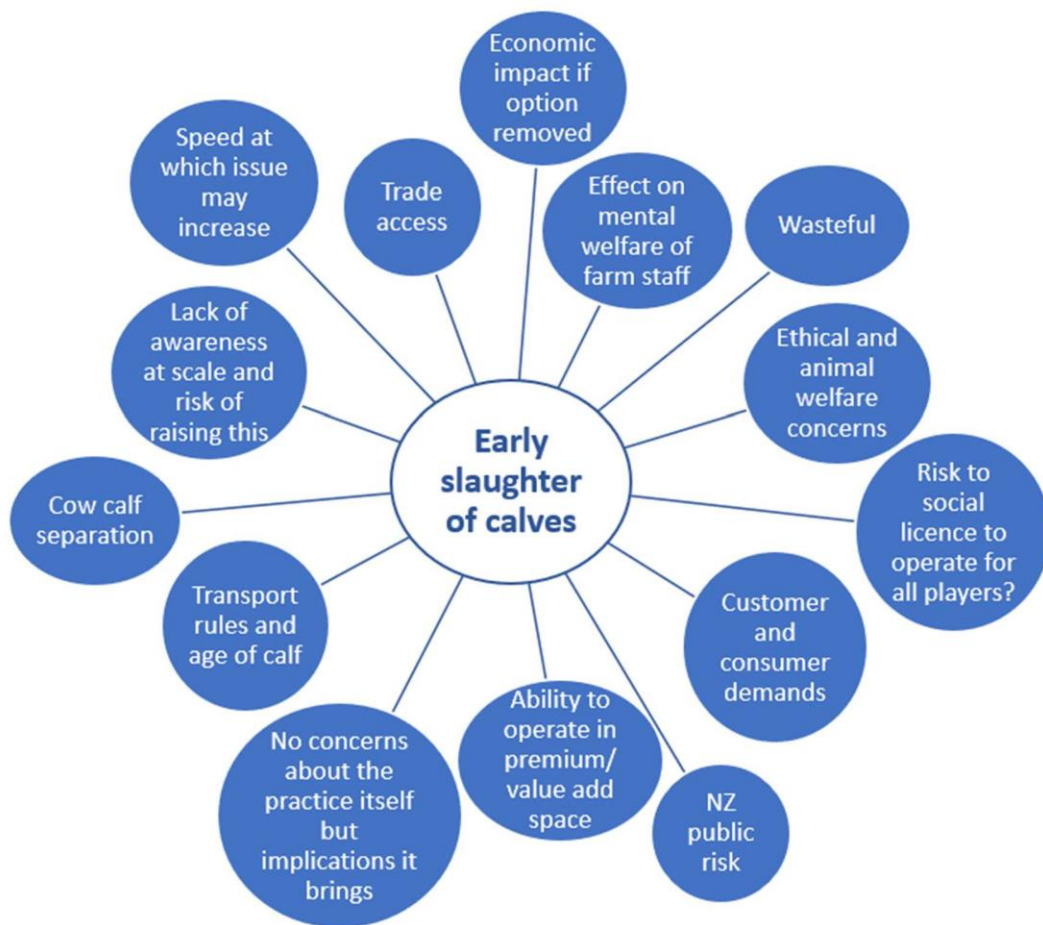 Economic
impact if
option
removed
Speed at
which issue
may
increase
Trade
access
Effect on
mental
welfare of
farm staff
Wasteful
Lack of
awareness
at scale and
risk of
raising this
Ethical and
animal
welfare
concerns
Early
slaughter
of calves
Cow calf
separation
Risk to
social
licence to
operate for
all players?
Transport
rules and
age of calf
Customer
and
consumer
demands
No concerns
about the
practice itself
but
implications it
brings
Ability to
operate in
premium/
value add
space
NZ
public
risk